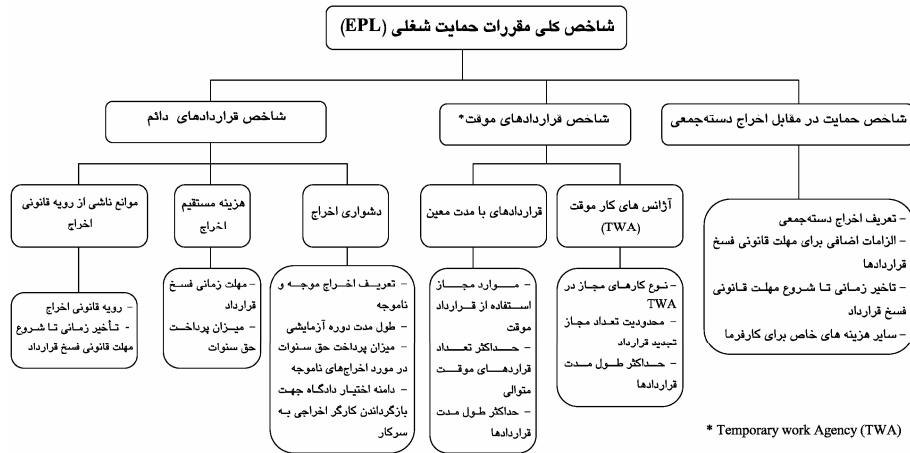 شاخص کلی مقررات حمایت شغلی (EPL)
شاخص حمایت در مقابل اخراج دسته‌جمعی
شاخص قراردادهای موقت*
شاخص قراردادهای دائم
آژانس های کار موقت
(TWA)
قراردادهای با مدت معین
دشواری اخراج
هزینه مستقیم
اخراج
موانع ناشی از رویه قانونی
اخراج
- تعریف اخراج دسته‌جمعی
- الزامات اضافی برای مهلت قانونی فسخ
قراردادها
- تاخیر زمانی تا شروع مهلت قانونی
فسخ قرارداد
- سایر هزینه های خاص برای کارفرما
- نوع کارهای مجاز در
TWA
- محدودیت تعداد مجاز
تجدید قرارداد
- حداکثر طول مدت
قراردادها
- موارد مجاز
استفاده از قرارداد
موقت
- حداکثر تعداد
قراردهای موقت
متوالی
- حداکثر طول مدت
قراردادها
- تعریف اخراج موجه و
ناموجه
- طول مدت دوره آزمایشی
- میزان پرداخت حق سنوات
در مورد اخراج‌های ناموجه
- دامنه اختیار دادگاه جهت
بازگرداندن کارگر اخراجی به
سرکار
- مهلت زمانی فسخ
قرارداد
- میزان پرداخت
حق سنوات
- رویه قانونی اخراج
- تأخیر زمانی تا شروع
مهلت قانونی فسخ قرارداد
* Temporary work Agency (TWA)